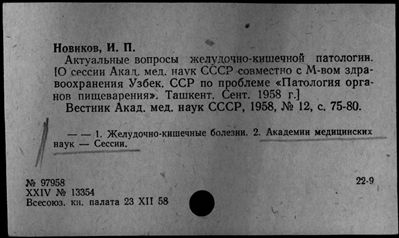 Новиков, И. П.
Актуальные вопросы желудочно-кишечной патологии.
[О сессии Акад. мед. наук СССР совместно с М-вом здра-
воохранения Узбек. ССР по проблеме «Патология орга-
нов пищеварения». Ташкент. Сент. 1958 г.]
Вестник Акад. мед. наук СССР, 1958, № 12, с. 75-80.
— — 1. Желудочно-кишечные болезни. 2. Академии медицинских
наук — Сессии.
№ 97958
22-9
XXIV № 13354
Всесоюз. кн. палата 23 XII 58